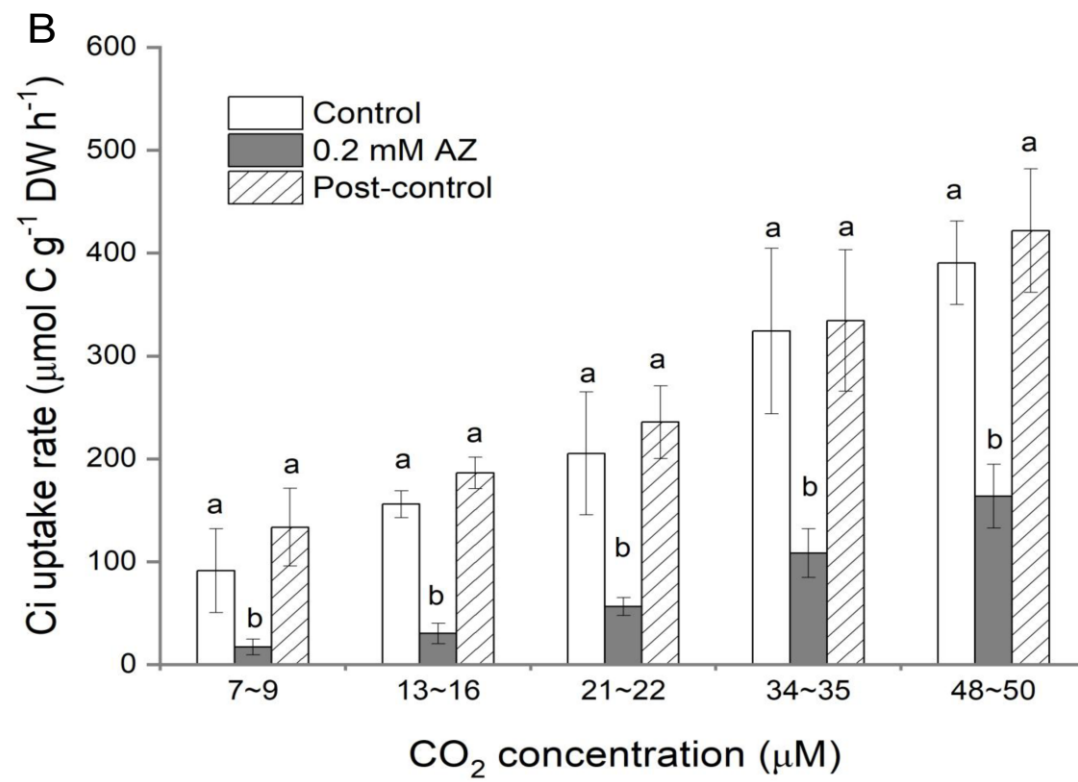 B
600
500
400
300
200
100
0
Ci uptake rate (μmol C g⁻¹ DW h⁻¹)
Control
0.2 mM AZ
Post-control
a
b
a
a
b
a
a
b
a
a
b
a
a
b
a
7~9
13~16
21~22
34~35
48~50
CO₂ concentration (μM)